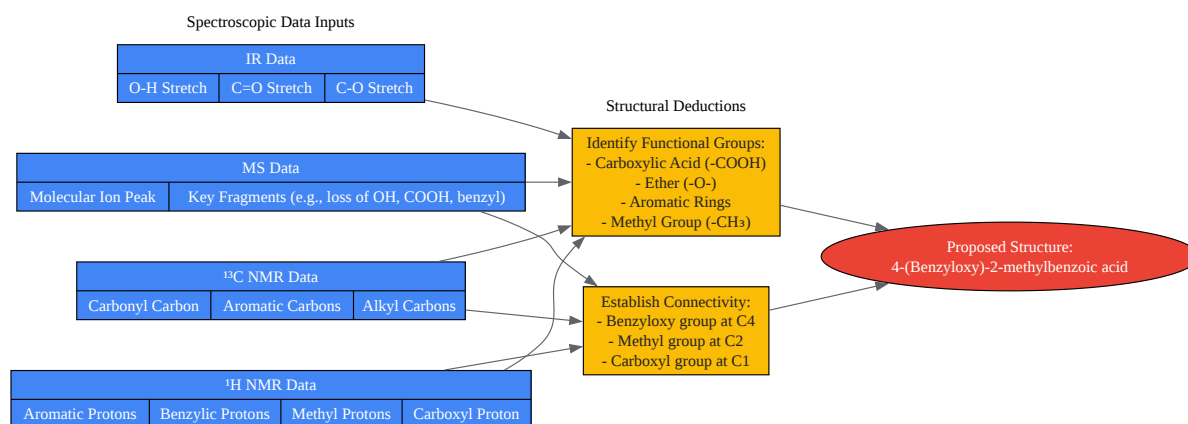 Spectroscopic Data Inputs
IR Data
O-H Stretch
C=O Stretch
C-O Stretch
MS Data
Molecular Ion Peak
Key Fragments (e.g., loss of OH, COOH, benzyl)
¹³C NMR Data
Carbonyl Carbon
Aromatic Carbons
Alkyl Carbons
¹H NMR Data
Aromatic Protons
Benzylic Protons
Methyl Protons
Carboxyl Proton
Structural Deductions
Identify Functional Groups:
- Carboxylic Acid (-COOH)
- Ether (-O-)
- Aromatic Rings
- Methyl Group (-CH₃)
Establish Connectivity:
- Benzyloxy group at C4
- Methyl group at C2
- Carboxyl group at C1
Proposed Structure:
4-(Benzyloxy)-2-methylbenzoic acid